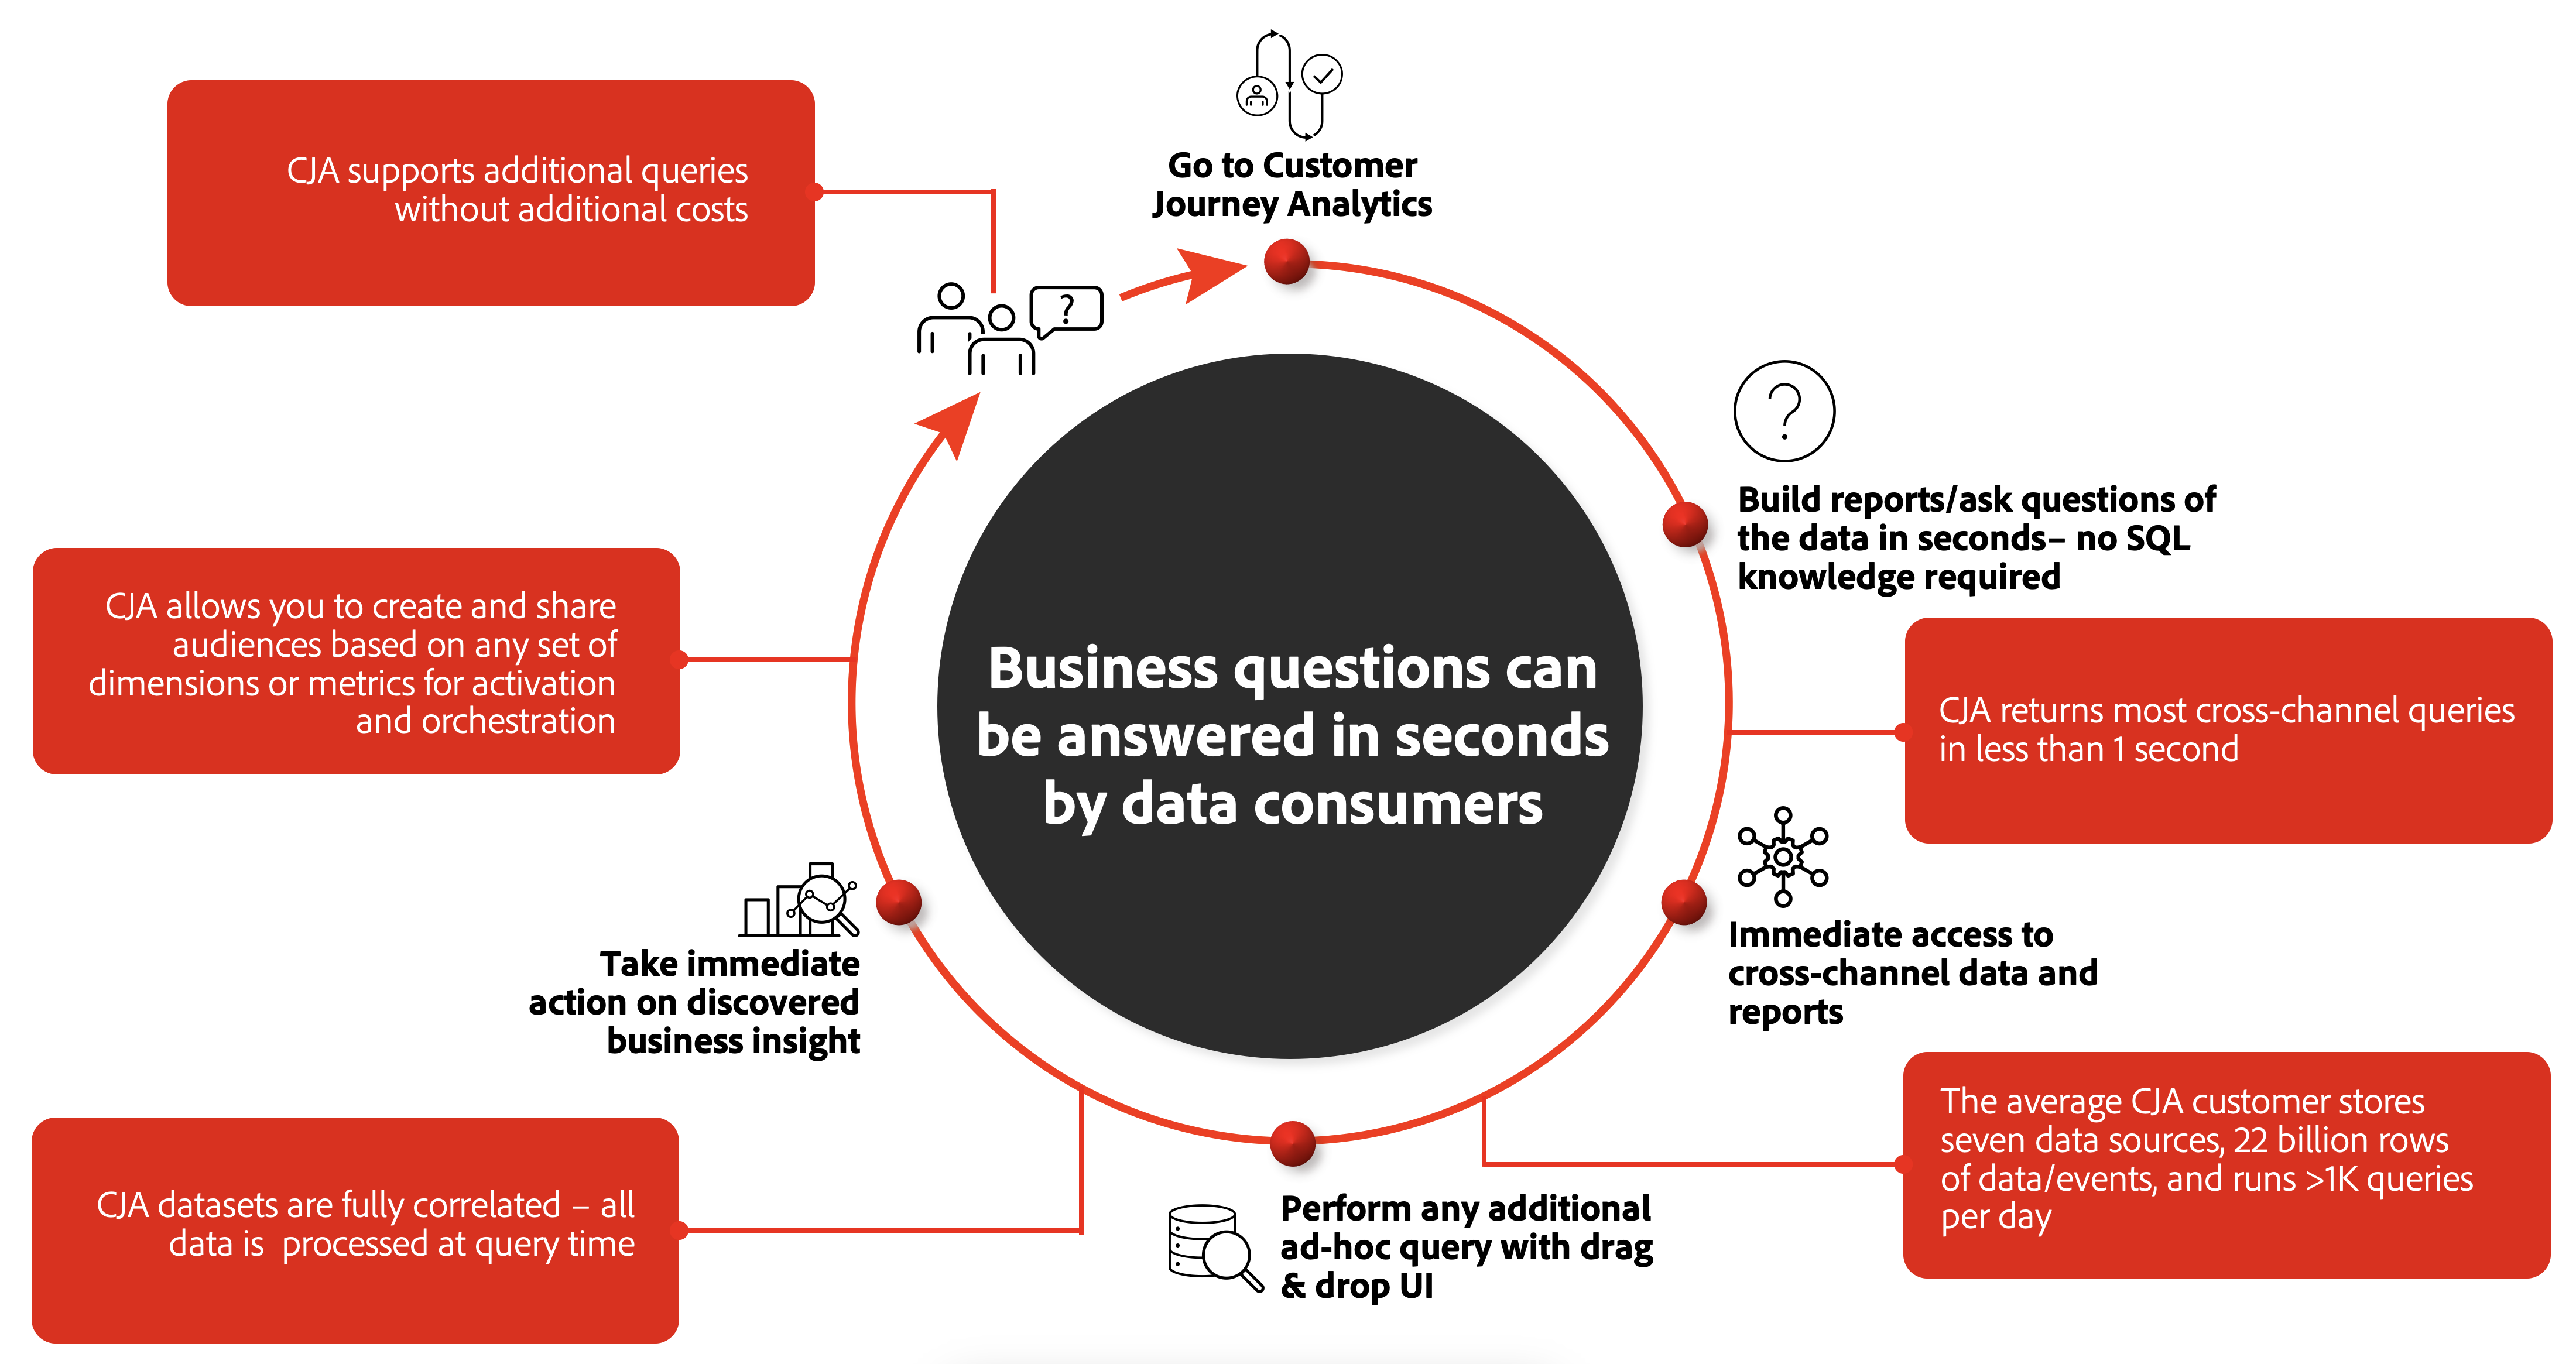 Go to Customer
Journey Analytics
CJA supports additional queries
without additional costs
?
?
Build reports/ask questions of
the data in seconds– no SQL
knowledge required
CJA allows you to create and share
audiences based on any set of
dimensions or metrics for activation
and orchestration
Business questions can
be answered in seconds
by data consumers
CJA returns most cross-channel queries
in less than 1 second
Take immediate
action on discovered
business insight
Immediate access to
cross-channel data and
reports
CJA datasets are fully correlated – all
data is  processed at query time
Perform any additional
ad-hoc query with drag
& drop UI
The average CJA customer stores
seven data sources, 22 billion rows
of data/events, and runs >1K queries
per day